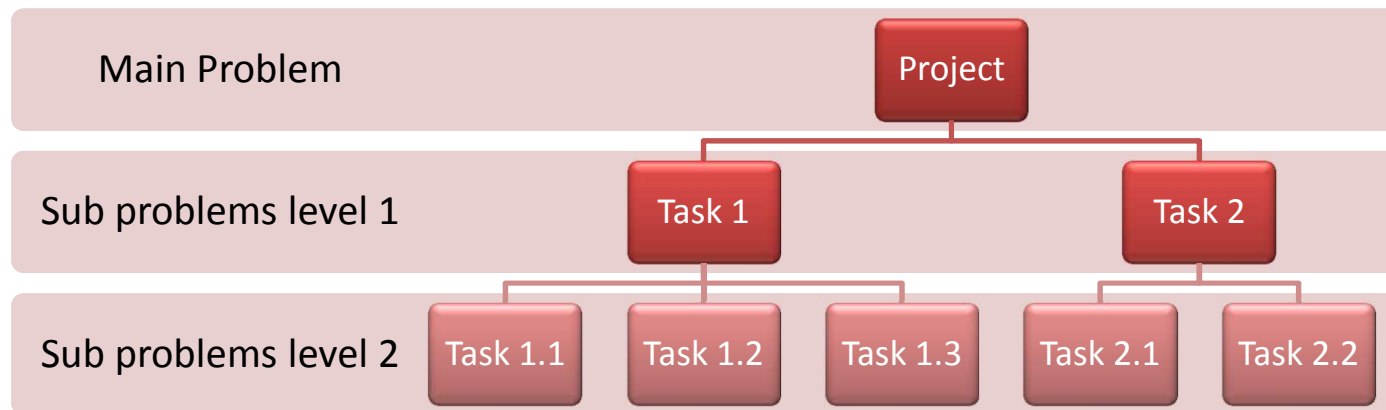 Main Problem
Project
Sub problems level 1
Task 1
Task 2
Sub problems level 2
Task 1.1
Task 1.2
Task 1.3
Task 2.1
Task 2.2